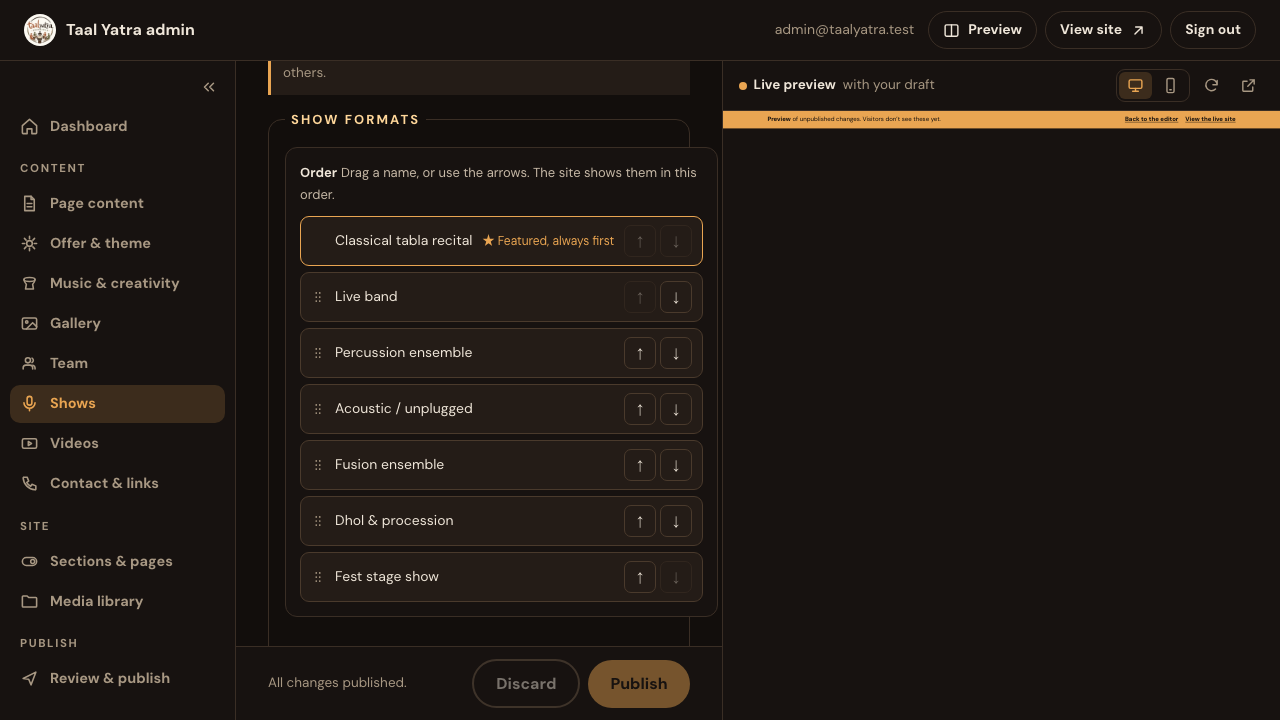 Taal Yatra admin
admin@taalyatra.test
Preview
View site
Sign out
Dashboard
CONTENT
Page content
Offer & theme
Music & creativity
Gallery
Team
Shows
Videos
Contact & links
SITE
Sections & pages
Media library
PUBLISH
Review & publish
others.
SHOW FORMATS
Order Drag a name, or use the arrows. The site shows them in this
order.
Classical tabla recital ★ Featured, always first ↑ ↓
Live band ↑ ↓
Percussion ensemble ↑ ↓
Acoustic / unplugged ↑ ↓
Fusion ensemble ↑ ↓
Dhol & procession ↑ ↓
Fest stage show ↑ ↓
All changes published.
Discard
Publish
Live preview with your draft
Preview of unpublished changes. Visitors don't see these yet.
Back to the editor
View the live site